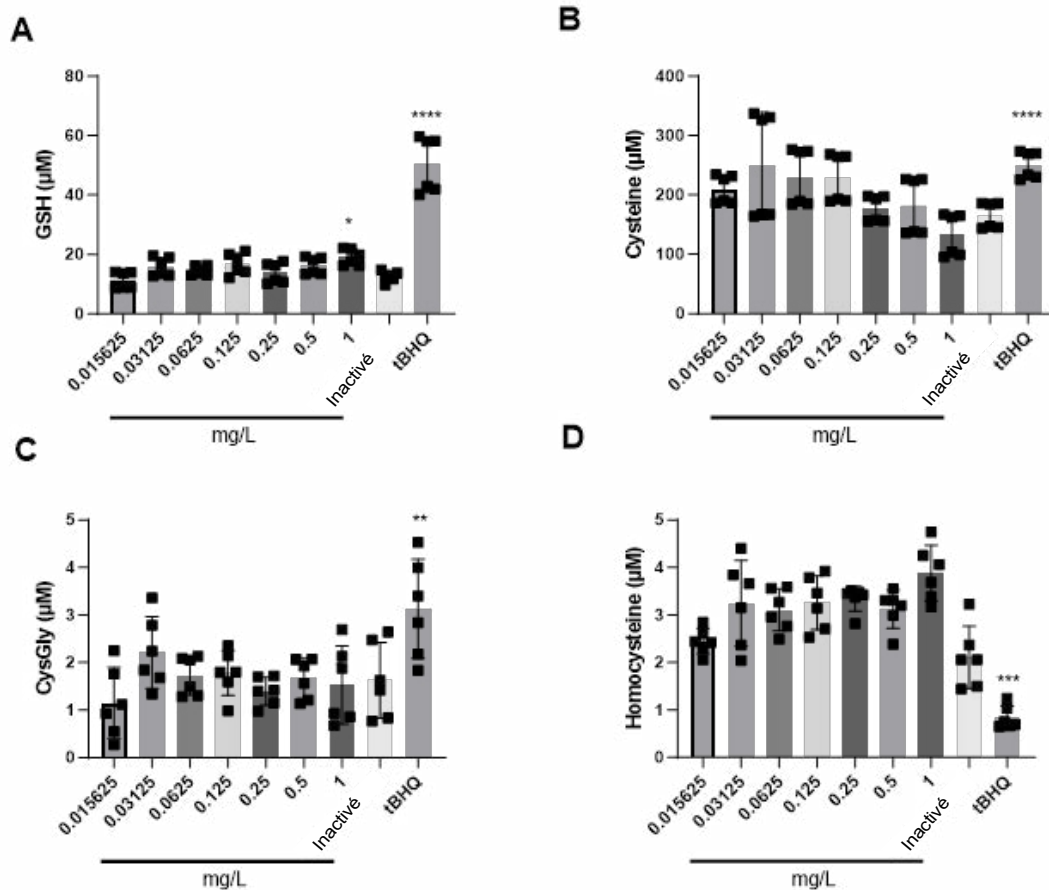 A
GSH (µM)
80
60
40
20
0
*
****
0.015625
0.03125
0.0625
0.125
0.25
0.5
1
Inactivé
tBHQ
mg/L
B
Cysteine (µM)
400
300
200
100
0
****
0.015625
0.03125
0.0625
0.125
0.25
0.5
1
Inactivé
tBHQ
mg/L
C
CysGly (µM)
5
4
3
2
1
0
**
0.015625
0.03125
0.0625
0.125
0.25
0.5
1
Inactivé
tBHQ
mg/L
D
Homocysteine (µM)
5
4
3
2
1
0
***
0.015625
0.03125
0.0625
0.125
0.25
0.5
1
Inactivé
tBHQ
mg/L